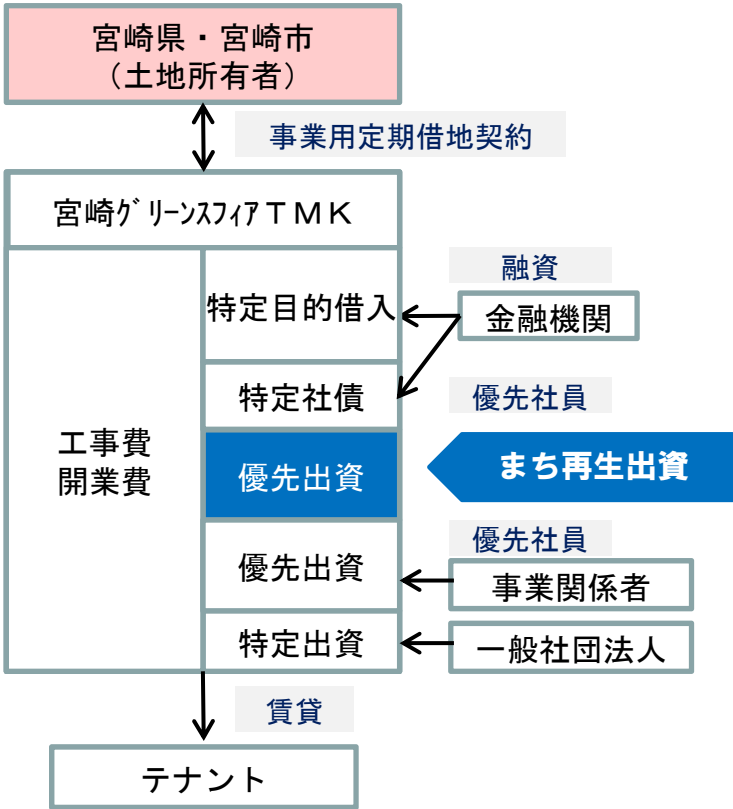 宮崎県・宮崎市
（土地所有者）
事業用定期借地契約
宮崎ｸﾞﾘｰﾝｽﾌｨｱＴＭＫ
融資
特定目的借入
金融機関
特定社債
優先社員
工事費
開業費
優先出資
まち再生出資
優先社員
優先出資
事業関係者
特定出資
一般社団法人
賃貸
テナント